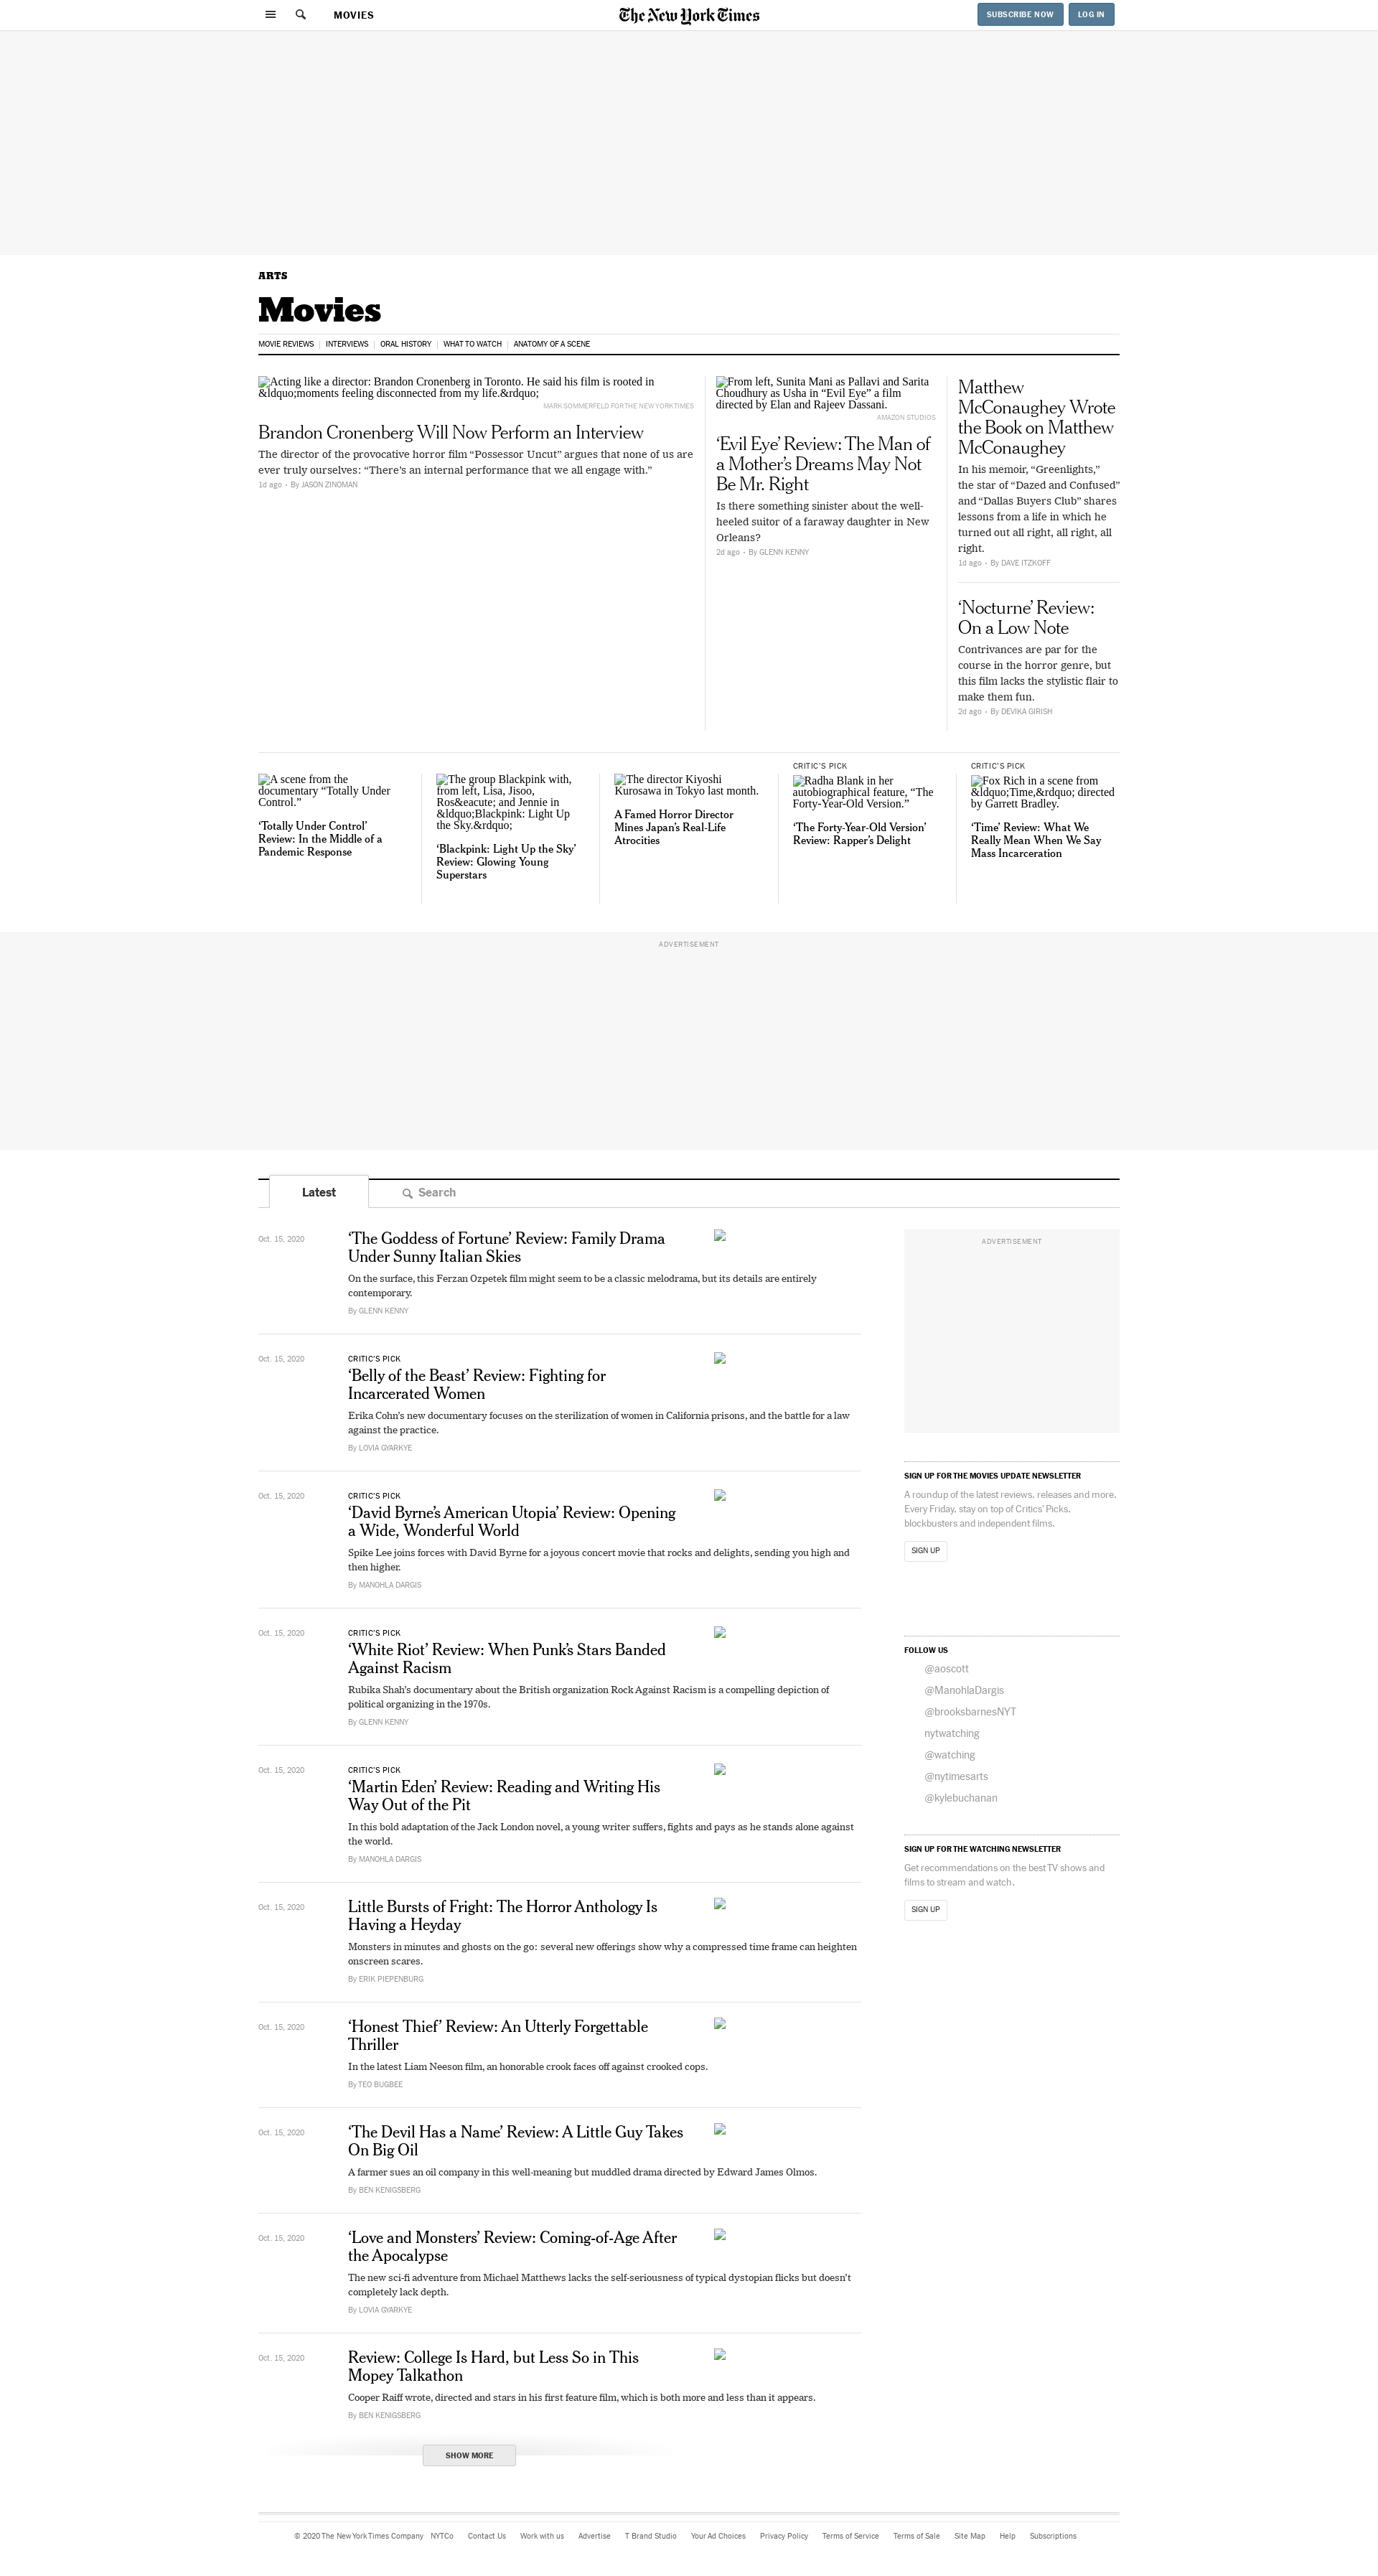 MOVIES
The New York Times
SUBSCRIBE NOW
LOG IN
ARTS
Movies
MOVIE REVIEWS
INTERVIEWS
ORAL HISTORY
WHAT TO WATCH
ANATOMY OF A SCENE
Acting like a director: Brandon Cronenberg in Toronto. He said his film is rooted in
&ldquo;moments feeling disconnected from my life.&rdquo;
MARK SOMMERFELD FOR THE NEW YORK TIMES
Brandon Cronenberg Will Now Perform an Interview
The director of the provocative horror film “Possessor Uncut” argues that none of us are
ever truly ourselves: “There’s an internal performance that we all engage with.”
1d ago • By JASON ZINOMAN
From left, Sunita Mani as Pallavi and Sarita
Choudhury as Usha in “Evil Eye” a film
directed by Elan and Rajeev Dassani.
AMAZON STUDIOS
‘Evil Eye’ Review: The Man of
a Mother’s Dreams May Not
Be Mr. Right
Is there something sinister about the well-
heeled suitor of a faraway daughter in New
Orleans?
2d ago • By GLENN KENNY
Matthew
McConaughey Wrote
the Book on Matthew
McConaughey
In his memoir, “Greenlights,”
the star of “Dazed and Confused”
and “Dallas Buyers Club” shares
lessons from a life in which he
turned out all right, all right, all
right.
1d ago • By DAVE ITZKOFF
‘Nocturne’ Review:
On a Low Note
Contrivances are par for the
course in the horror genre, but
this film lacks the stylistic flair to
make them fun.
2d ago • By DEVIKA GIRISH
A scene from the
documentary “Totally Under
Control.”
‘Totally Under Control’
Review: In the Middle of a
Pandemic Response
The group Blackpink with,
from left, Lisa, Jisoo,
Ros&eacute; and Jennie in
&ldquo;Blackpink: Light Up
the Sky.&rdquo;
‘Blackpink: Light Up the Sky’
Review: Glowing Young
Superstars
The director Kiyoshi
Kurosawa in Tokyo last month.
A Famed Horror Director
Mines Japan’s Real-Life
Atrocities
CRITIC’S PICK
Radha Blank in her
autobiographical feature, “The
Forty-Year-Old Version.”
‘The Forty-Year-Old Version’
Review: Rapper’s Delight
CRITIC’S PICK
Fox Rich in a scene from
&ldquo;Time,&rdquo; directed
by Garrett Bradley.
‘Time’ Review: What We
Really Mean When We Say
Mass Incarceration
ADVERTISEMENT
Latest
Search
Oct. 15, 2020
‘The Goddess of Fortune’ Review: Family Drama
Under Sunny Italian Skies
On the surface, this Ferzan Ozpetek film might seem to be a classic melodrama, but its details are entirely
contemporary.
By GLENN KENNY
Oct. 15, 2020
CRITIC’S PICK
‘Belly of the Beast’ Review: Fighting for
Incarcerated Women
Erika Cohn’s new documentary focuses on the sterilization of women in California prisons, and the battle for a law
against the practice.
By LOVIA GYARKYE
Oct. 15, 2020
CRITIC’S PICK
‘David Byrne’s American Utopia’ Review: Opening
a Wide, Wonderful World
Spike Lee joins forces with David Byrne for a joyous concert movie that rocks and delights, sending you high and
then higher.
By MANOHLA DARGIS
Oct. 15, 2020
CRITIC’S PICK
‘White Riot’ Review: When Punk’s Stars Banded
Against Racism
Rubika Shah’s documentary about the British organization Rock Against Racism is a compelling depiction of
political organizing in the 1970s.
By GLENN KENNY
Oct. 15, 2020
CRITIC’S PICK
‘Martin Eden’ Review: Reading and Writing His
Way Out of the Pit
In this bold adaptation of the Jack London novel, a young writer suffers, fights and pays as he stands alone against
the world.
By MANOHLA DARGIS
Oct. 15, 2020
Little Bursts of Fright: The Horror Anthology Is
Having a Heyday
Monsters in minutes and ghosts on the go: several new offerings show why a compressed time frame can heighten
onscreen scares.
By ERIK PIEPENBURG
Oct. 15, 2020
‘Honest Thief’ Review: An Utterly Forgettable
Thriller
In the latest Liam Neeson film, an honorable crook faces off against crooked cops.
By TEO BUGBEE
Oct. 15, 2020
‘The Devil Has a Name’ Review: A Little Guy Takes
On Big Oil
A farmer sues an oil company in this well-meaning but muddled drama directed by Edward James Olmos.
By BEN KENIGSBERG
Oct. 15, 2020
‘Love and Monsters’ Review: Coming-of-Age After
the Apocalypse
The new sci-fi adventure from Michael Matthews lacks the self-seriousness of typical dystopian flicks but doesn’t
completely lack depth.
By LOVIA GYARKYE
Oct. 15, 2020
Review: College Is Hard, but Less So in This
Mopey Talkathon
Cooper Raiff wrote, directed and stars in his first feature film, which is both more and less than it appears.
By BEN KENIGSBERG
SHOW MORE
ADVERTISEMENT
SIGN UP FOR THE MOVIES UPDATE NEWSLETTER
A roundup of the latest reviews, releases and more.
Every Friday, stay on top of Critics’ Picks,
blockbusters and independent films.
SIGN UP
FOLLOW US
@aoscott
@ManohlaDargis
@brooksbarnesNYT
nytwatching
@watching
@nytimesarts
@kylebuchanan
SIGN UP FOR THE WATCHING NEWSLETTER
Get recommendations on the best TV shows and
films to stream and watch.
SIGN UP
© 2020 The New York Times Company NYTCo Contact Us Work with us Advertise T Brand Studio Your Ad Choices Privacy Policy Terms of Service Terms of Sale Site Map Help Subscriptions